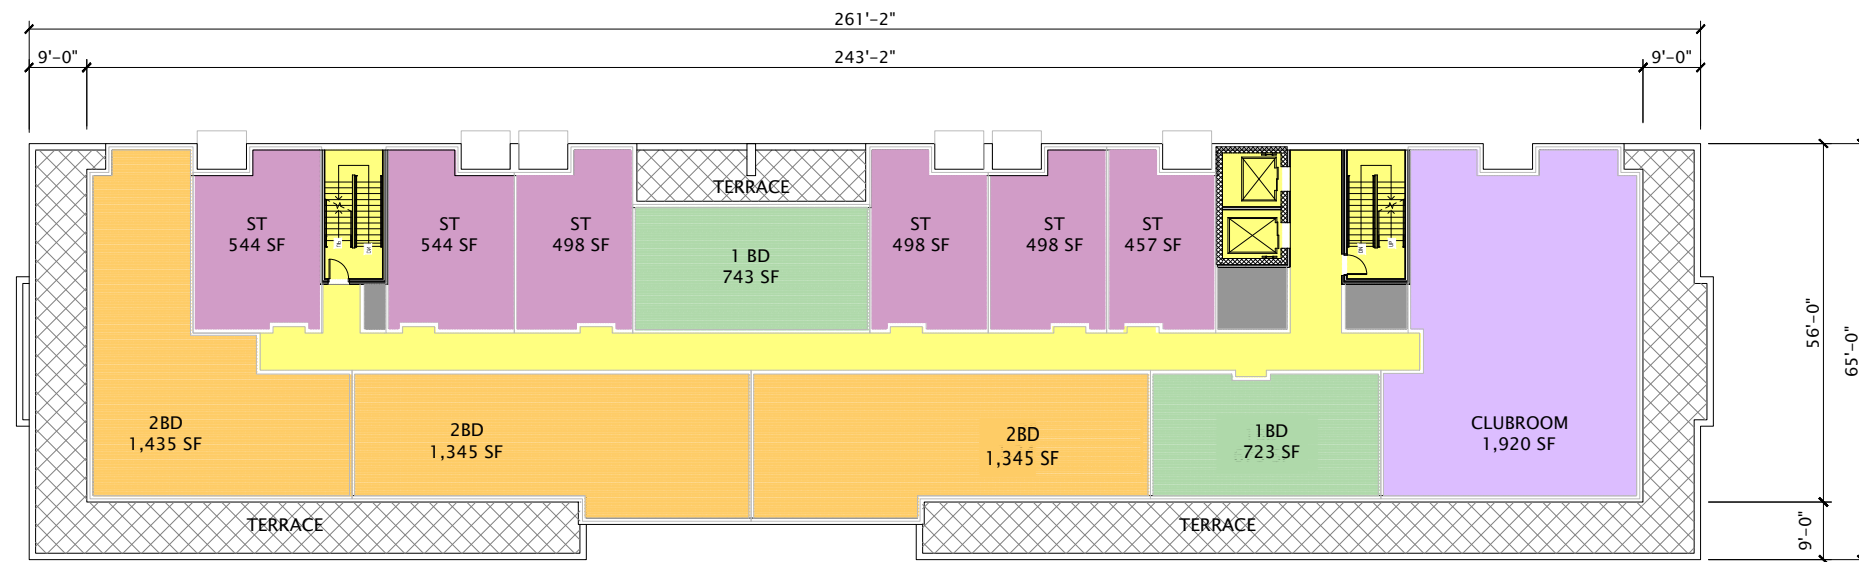 261'-2"
9'-0"
243'-2"
9'-0"
TERRACE
ST
544 SF
ST
544 SF
ST
498 SF
1 BD
743 SF
ST
498 SF
ST
498 SF
ST
457 SF
UP
DN
UP
56'-0"
65'-0"
2BD
1,435 SF
2BD
1,345 SF
2BD
1,345 SF
1BD
723 SF
CLUBROOM
1,920 SF
TERRACE
TERRACE
9'-0"